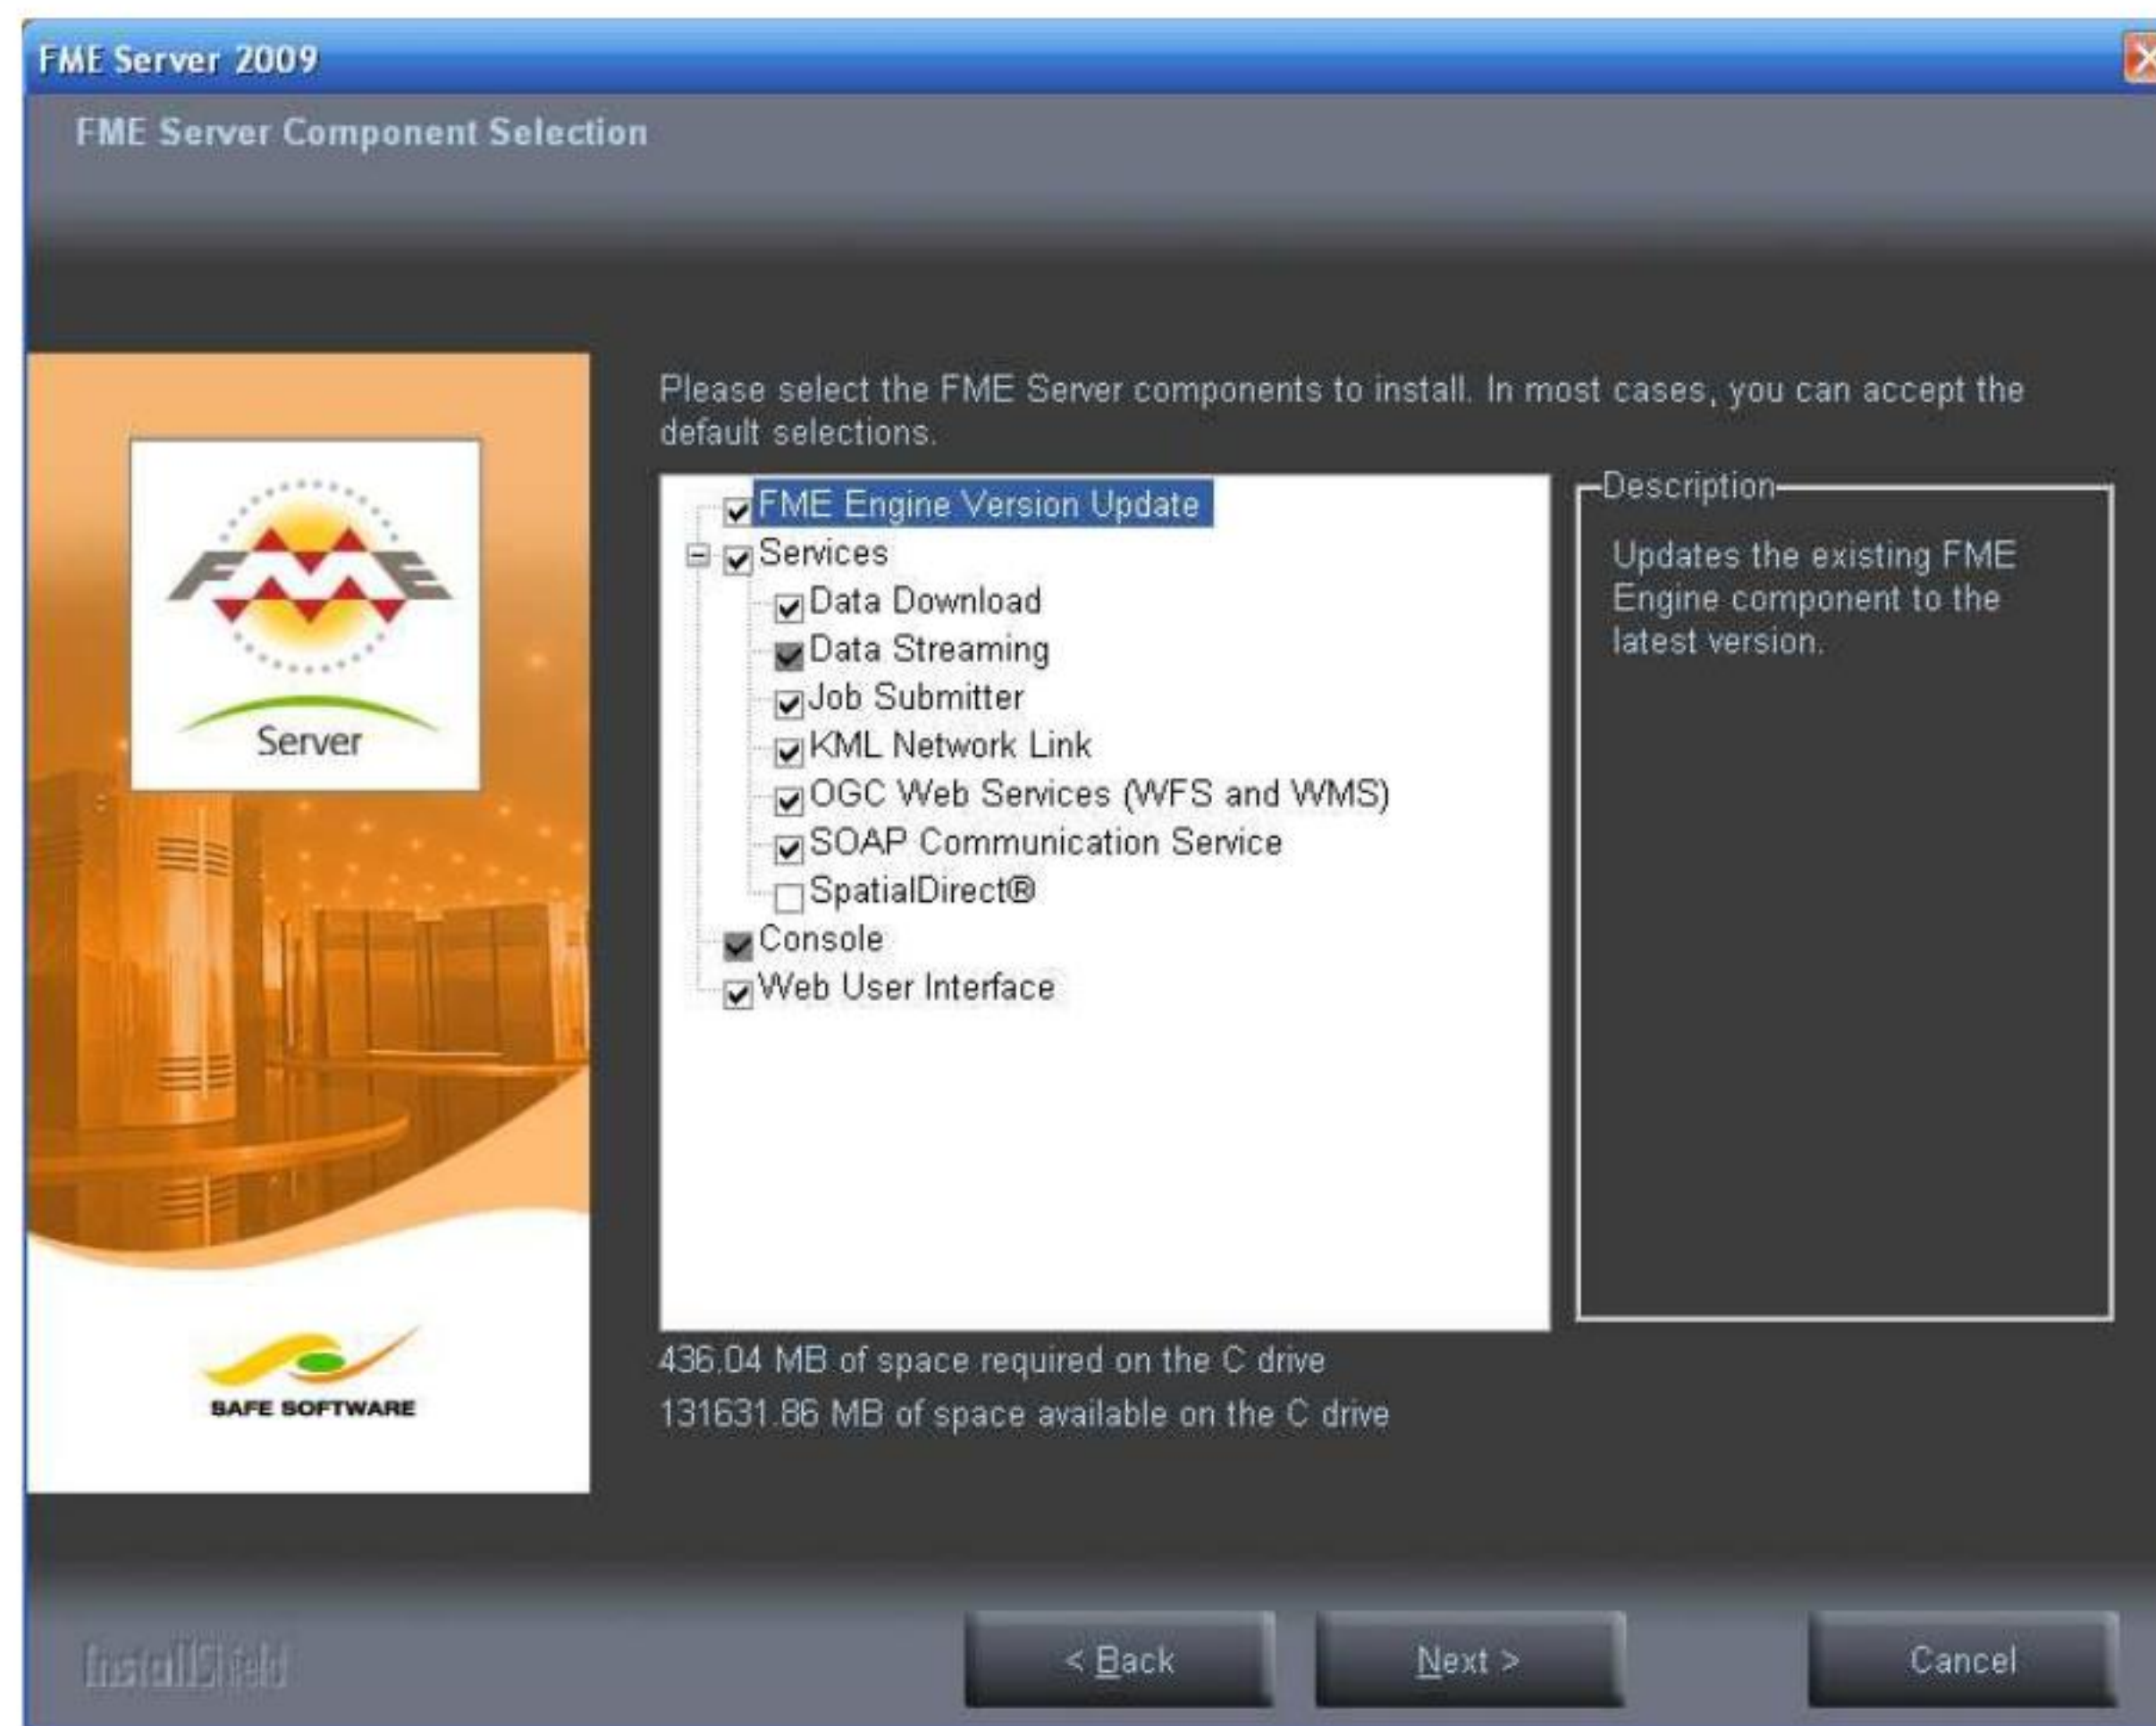 FME Server 2009
FME Server Component Selection
FME
Server
SAFE SOFTWARE
Please select the FME Server components to install. In most cases, you can accept the
default selections.
FME Engine Version Update
Services
Data Download
Data Streaming
Job Submitter
KML Network Link
OGC Web Services (WFS and WMS)
SOAP Communication Service
SpatialDirect®
Console
Web User Interface
Description
Updates the existing FME
Engine component to the
latest version.
436.04 MB of space required on the C drive
131631.86 MB of space available on the C drive
InstallShield
< Back
Next >
Cancel